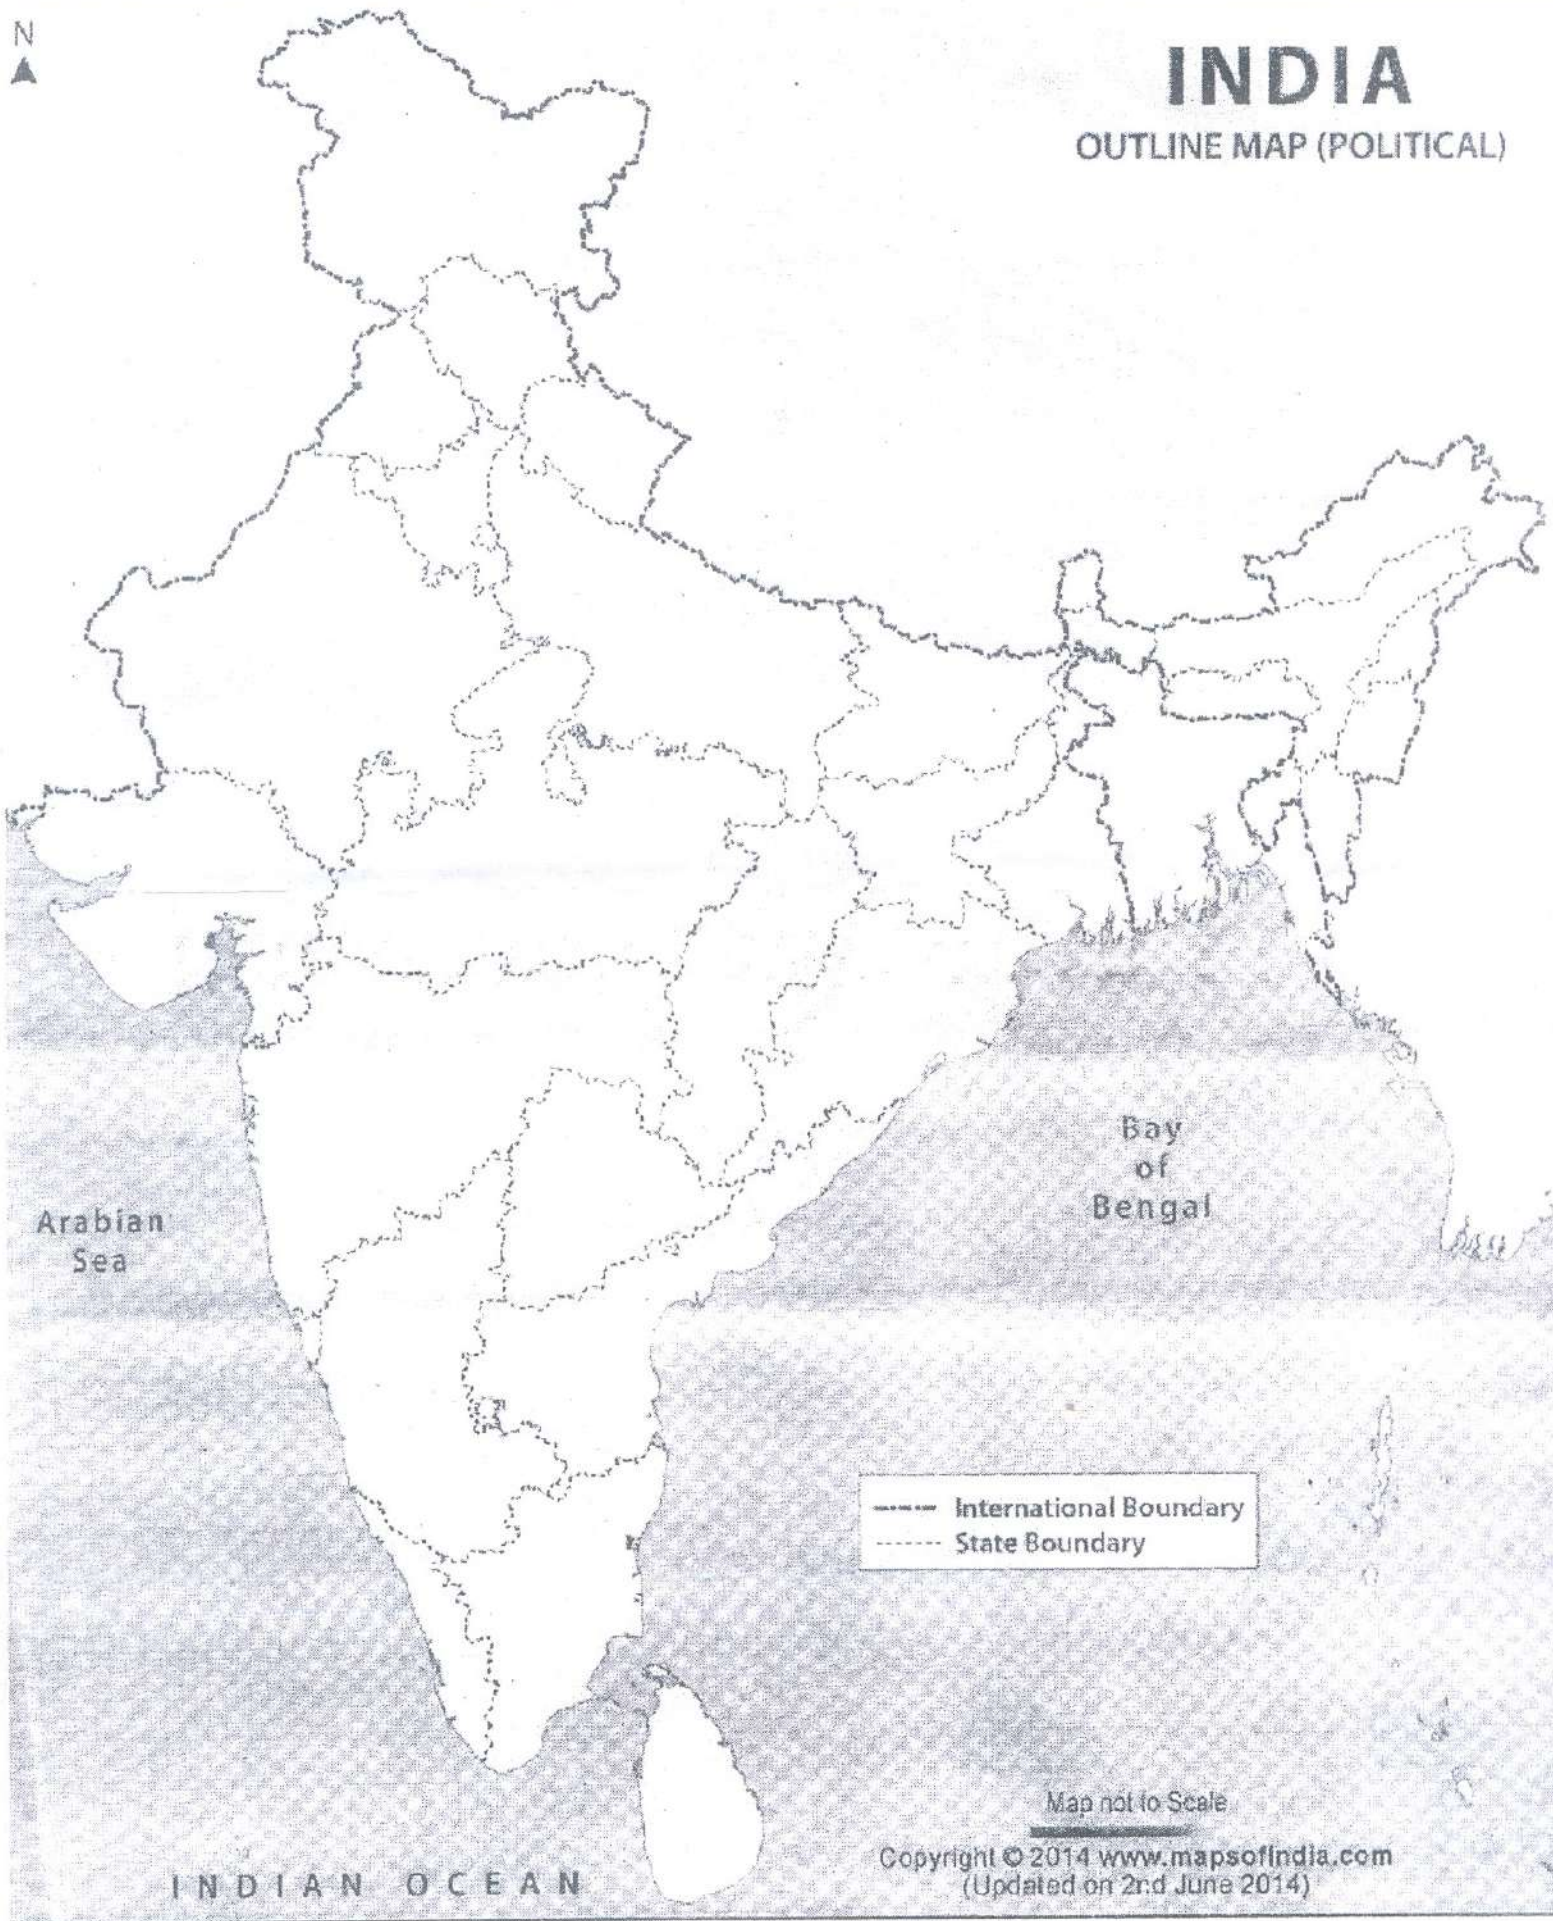 N
INDIA
OUTLINE MAP (POLITICAL)
Arabian
Sea
Bay
of
Bengal
International Boundary
State Boundary
Map not to Scale
Copyright © 2014 www.mapsofindia.com
(Updated on 2nd June 2014)
INDIAN OCEAN